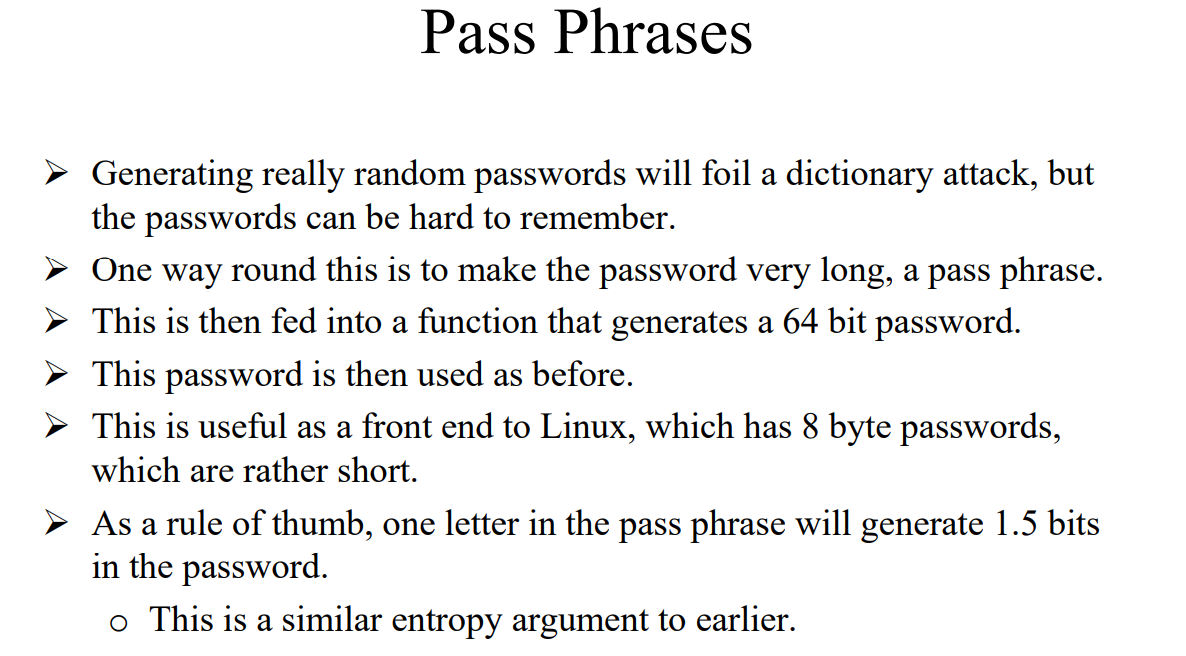 Pass Phrases
➢ Generating really random passwords will foil a dictionary attack, but
the passwords can be hard to remember.
➢ One way round this is to make the password very long, a pass phrase.
➢ This is then fed into a function that generates a 64 bit password.
➢ This password is then used as before.
➢ This is useful as a front end to Linux, which has 8 byte passwords,
which are rather short.
➢ As a rule of thumb, one letter in the pass phrase will generate 1.5 bits
in the password.
o This is a similar entropy argument to earlier.